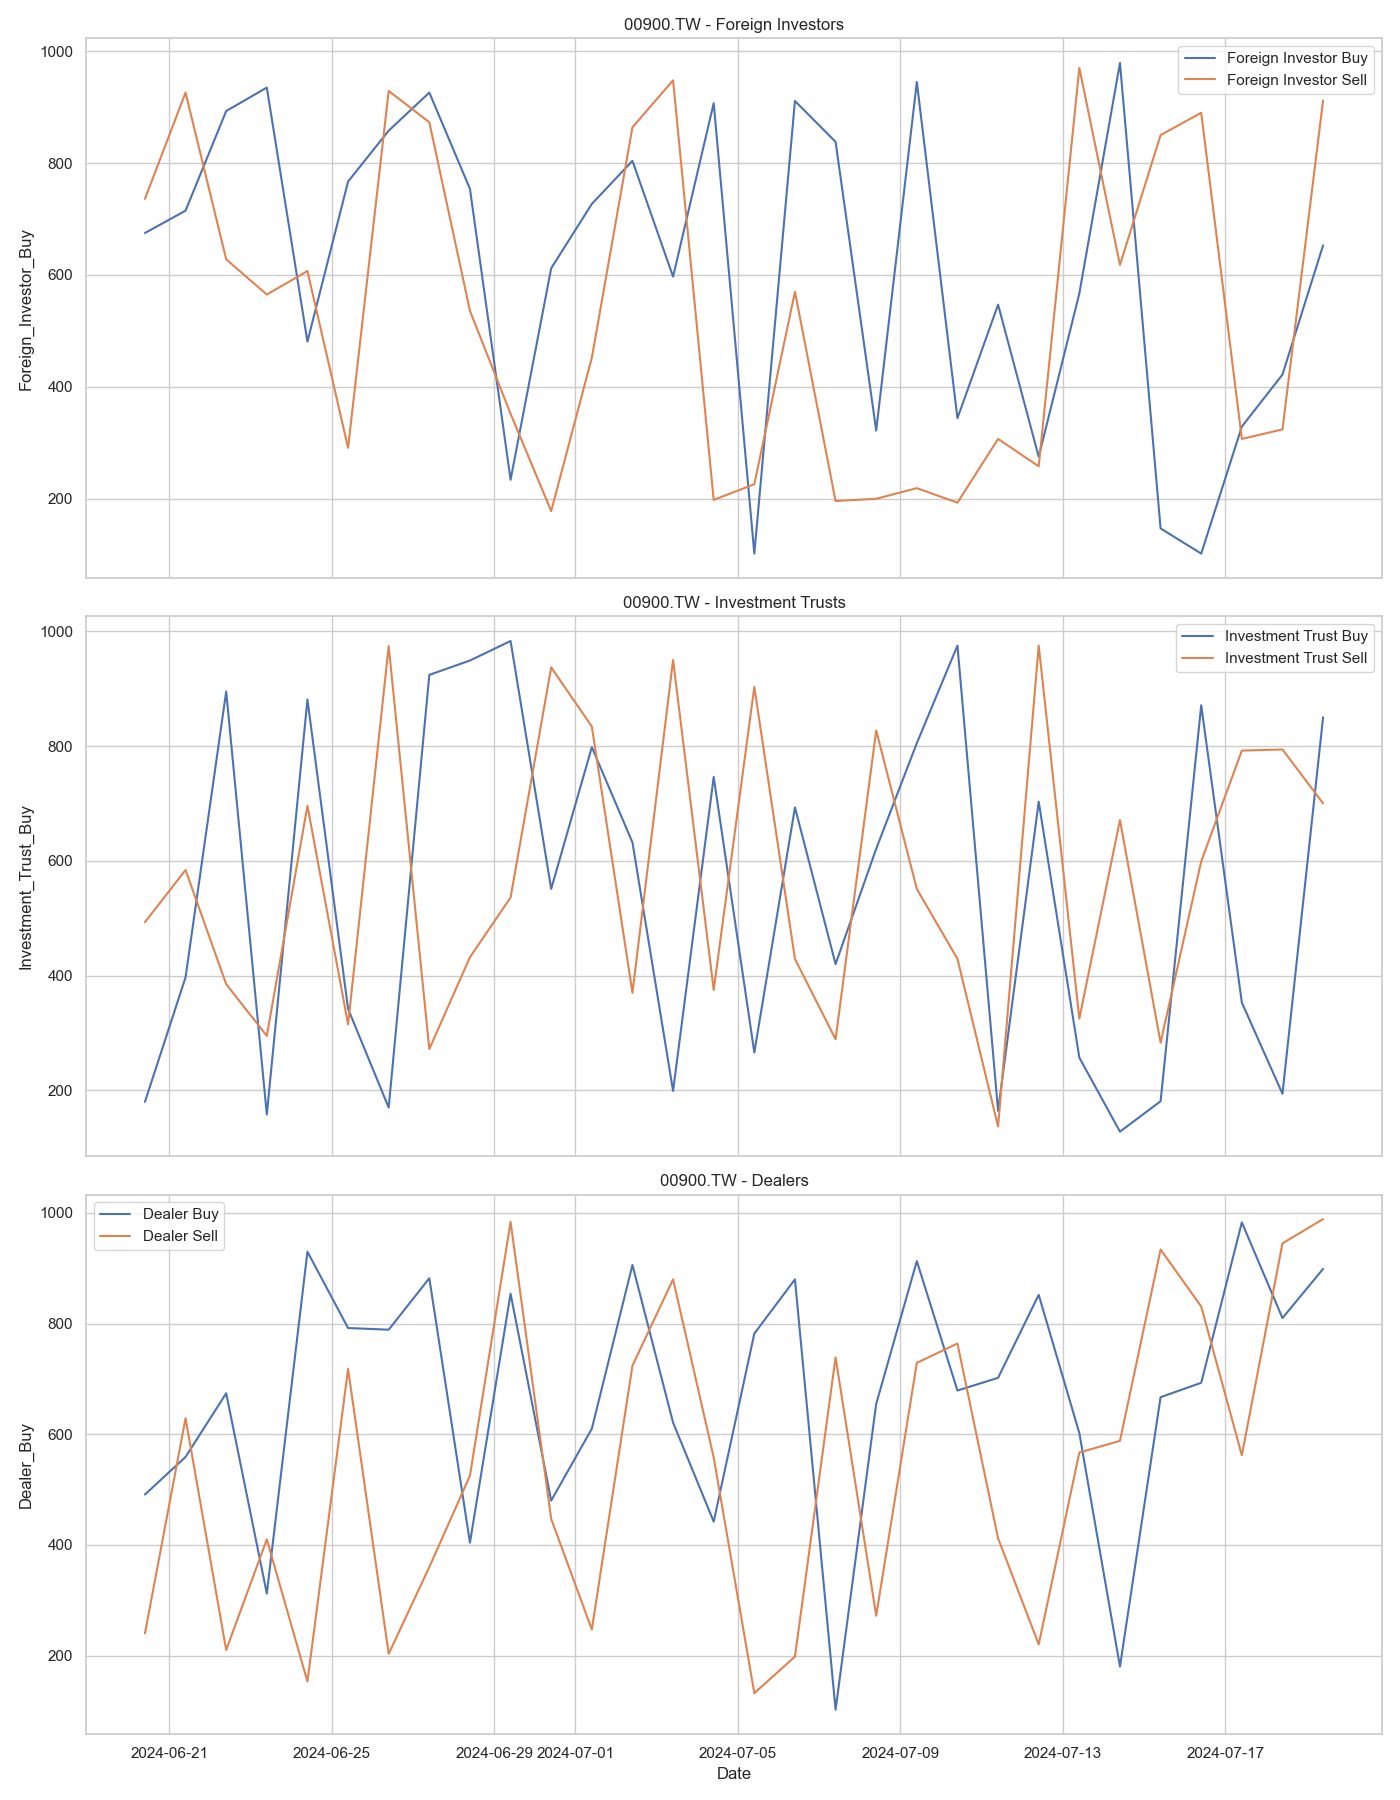 00900.TW - Foreign Investors
Foreign_Investor_Buy
1000
800
600
400
200
Foreign Investor Buy
Foreign Investor Sell
00900.TW - Investment Trusts
Investment_Trust_Buy
1000
800
600
400
200
Investment Trust Buy
Investment Trust Sell
00900.TW - Dealers
Dealer_Buy
1000
800
600
400
200
Dealer Buy
Dealer Sell
2024-06-21 2024-06-25 2024-06-29 2024-07-01 2024-07-05 2024-07-09 2024-07-13 2024-07-17
Date